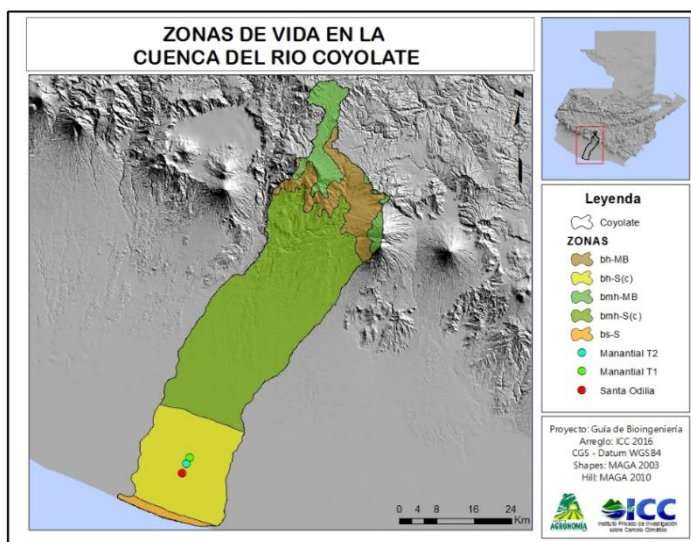 ZONAS DE VIDA EN LA
CUENCA DEL RIO COYOLATE
N
0 4 8 16 24
Km
Leyenda
Coyolate
ZONAS
bh-MB
bh-S(c)
bmh-MB
bmh-S(c)
bs-S
Manantial T2
Manantial T1
Santa Odilia
Proyecto: Guía de Bioingeniería
Arreglo: ICC 2016
CGS - Datum WGS84
Shapes: MAGA 2003
Hill: MAGA 2010
AGRONOMÍA
ICC
Instituto Privado de Investigación
sobre Cambio Climático